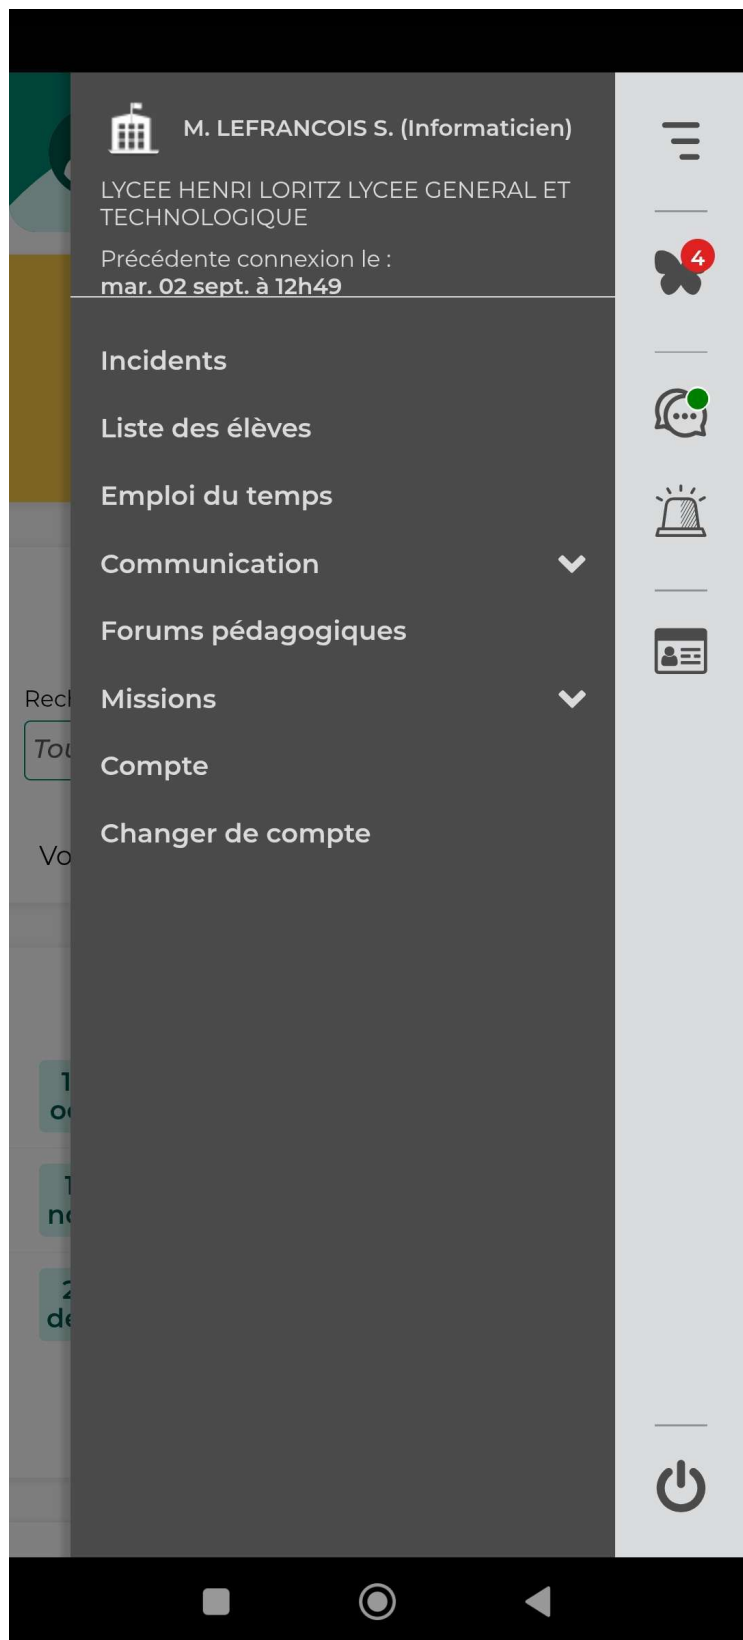 M. LEFRANCOIS S. (Informaticien)
LYCEE HENRI LORITZ LYCEE GENERAL ET
TECHNOLOGIQUE
Précédente connexion le :
mar. 02 sept. à 12h49
4
Incidents
Liste des élèves
Emploi du temps
Communication
Forums pédagogiques
Missions
Compte
Changer de compte